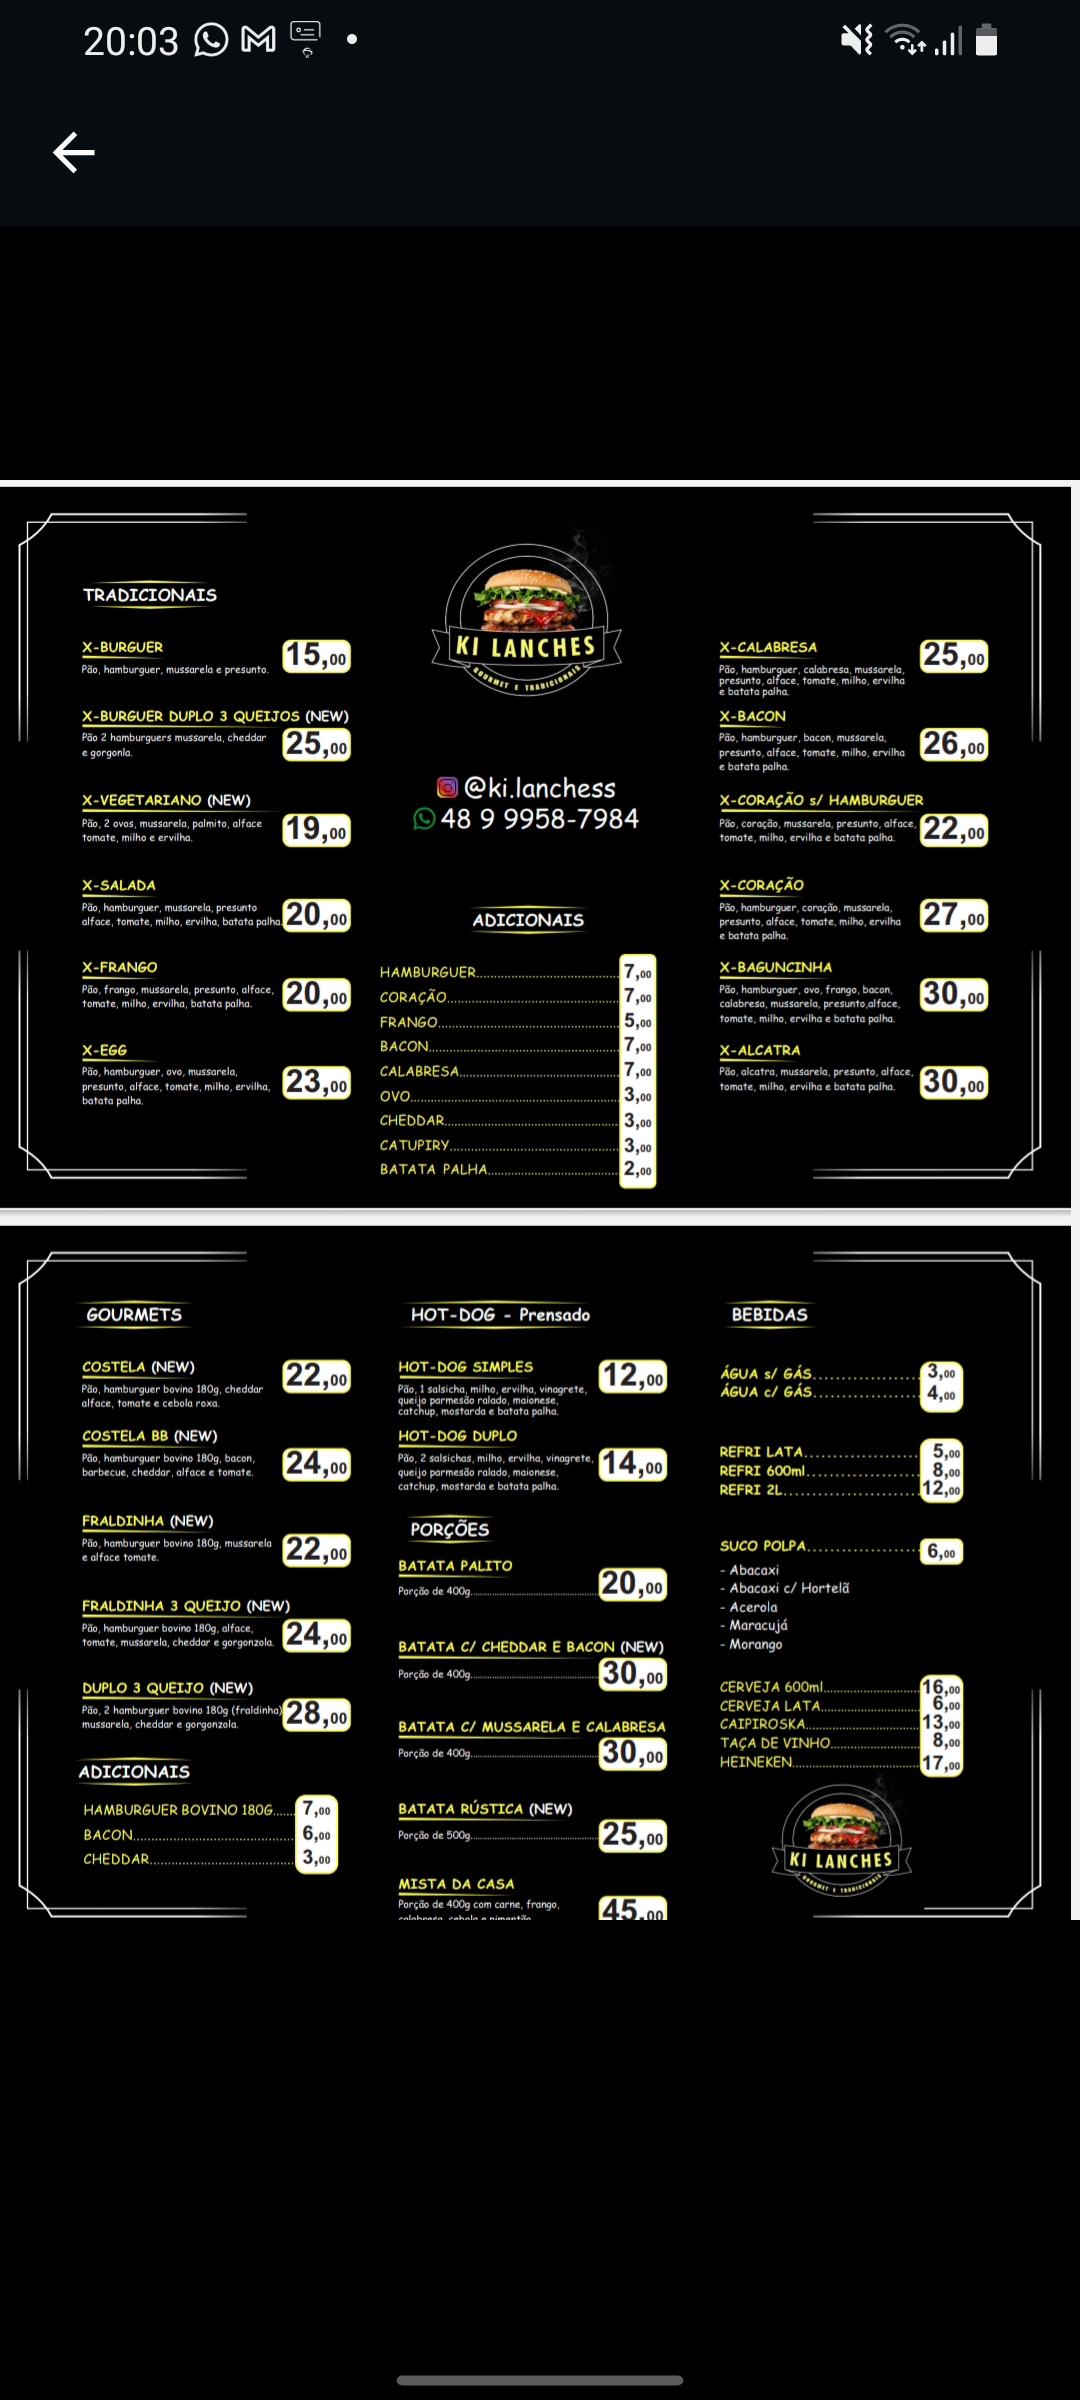 20:03
TRADICIONAIS
X-BURGUER
15,00
Pão, hamburguer, mussarela e presunto.
X-BURGUER DUPLO 3 QUEIJOS (NEW)
Pão 2 hamburguers mussarela, cheddar
e gorgonla.
25,00
X-VEGETARIANO (NEW)
Pão, 2 ovos, mussarela, palmito, alface
tomate, milho e ervilha.
19,00
X-SALADA
Pão, hamburguer, mussarela, presunto
alface, tomate, milho, ervilha, batata palha.
20,00
X-FRANGO
Pão, frango, mussarela, presunto, alface,
tomate, milho, ervilha, batata palha.
20,00
X-EGG
Pão, hamburguer, ovo, mussarela,
presunto, alface, tomate, milho, ervilha,
batata palha.
23,00
KI LANCHES
GOURMET E TRADICIONAIS
@ki.lanchess
48 9 9958-7984
ADICIONAIS
HAMBURGUER 7,00
CORAÇÃO 7,00
FRANGO 5,00
BACON 7,00
CALABRESA 7,00
OVO 3,00
CHEDDAR 3,00
CATUPIRY 3,00
BATATA PALHA 2,00
X-CALABRESA
25,00
Pão, hamburguer, calabresa, mussarela,
presunto, alface, tomate, milho, ervilha
e batata palha.
X-BACON
Pão, hamburguer, bacon, mussarela,
presunto, alface, tomate, milho, ervilha
e batata palha.
26,00
X-CORAÇÃO s/ HAMBURGUER
Pão, coração, mussarela, presunto, alface,
tomate, milho, ervilha e batata palha.
22,00
X-CORAÇÃO
Pão, hamburguer, coração, mussarela,
presunto, alface, tomate, milho, ervilha
e batata palha.
27,00
X-BAGUNCINHA
Pão, hamburguer, ovo, frango, bacon,
calabresa, mussarela, presunto,alface,
tomate, milho, ervilha e batata palha.
30,00
X-ALCATRA
Pão, alcatra, mussarela, presunto, alface,
tomate, milho, ervilha e batata palha.
30,00
GOURMETS
COSTELA (NEW)
22,00
Pão, hamburguer bovino 180g, cheddar
alface, tomate e cebola roxa.
COSTELA BB (NEW)
Pão, hamburguer bovino 180g, bacon,
barbecue, cheddar, alface e tomate.
24,00
FRALDINHA (NEW)
Pão, hamburguer bovino 180g, mussarela
e alface tomate.
22,00
FRALDINHA 3 QUEIJO (NEW)
Pão, hamburguer bovino 180g, alface,
tomate, mussarela, cheddar e gorgonzola.
24,00
DUPLO 3 QUEIJO (NEW)
Pão, 2 hamburguer bovino 180g (fraldinha)
mussarela, cheddar e gorgonzola.
28,00
ADICIONAIS
HAMBURGUER BOVINO 180G 7,00
BACON 6,00
CHEDDAR 3,00
HOT-DOG - Prensado
HOT-DOG SIMPLES
12,00
Pão, 1 salsicha, milho, ervilha, vinagrete,
queijo parmesão ralado, maionese,
catchup, mostarda e batata palha.
HOT-DOG DUPLO
Pão, 2 salsichas, milho, ervilha, vinagrete,
queijo parmesão ralado, maionese,
catchup, mostarda e batata palha.
14,00
PORÇÕES
BATATA PALITO
Porção de 400g 20,00
BATATA C/ CHEDDAR E BACON (NEW)
Porção de 400g 30,00
BATATA C/ MUSSARELA E CALABRESA
Porção de 400g 30,00
BATATA RÚSTICA (NEW)
Porção de 500g 25,00
MISTA DA CASA
Porção de 400g com carne, frango,
calabresa, cebola e pimentão
45,00
BEBIDAS
ÁGUA s/ GÁS 3,00
ÁGUA c/ GÁS 4,00
REFRI LATA 5,00
REFRI 600ml 8,00
REFRI 2L 12,00
SUCO POLPA 6,00
- Abacaxi
- Abacaxi c/ Hortelã
- Acerola
- Maracujá
- Morango
CERVEJA 600ml 16,00
CERVEJA LATA 6,00
CAIPIROSKA 13,00
TAÇA DE VINHO 8,00
HEINEKEN 17,00
KI LANCHES
GOURMET E TRADICIONAIS